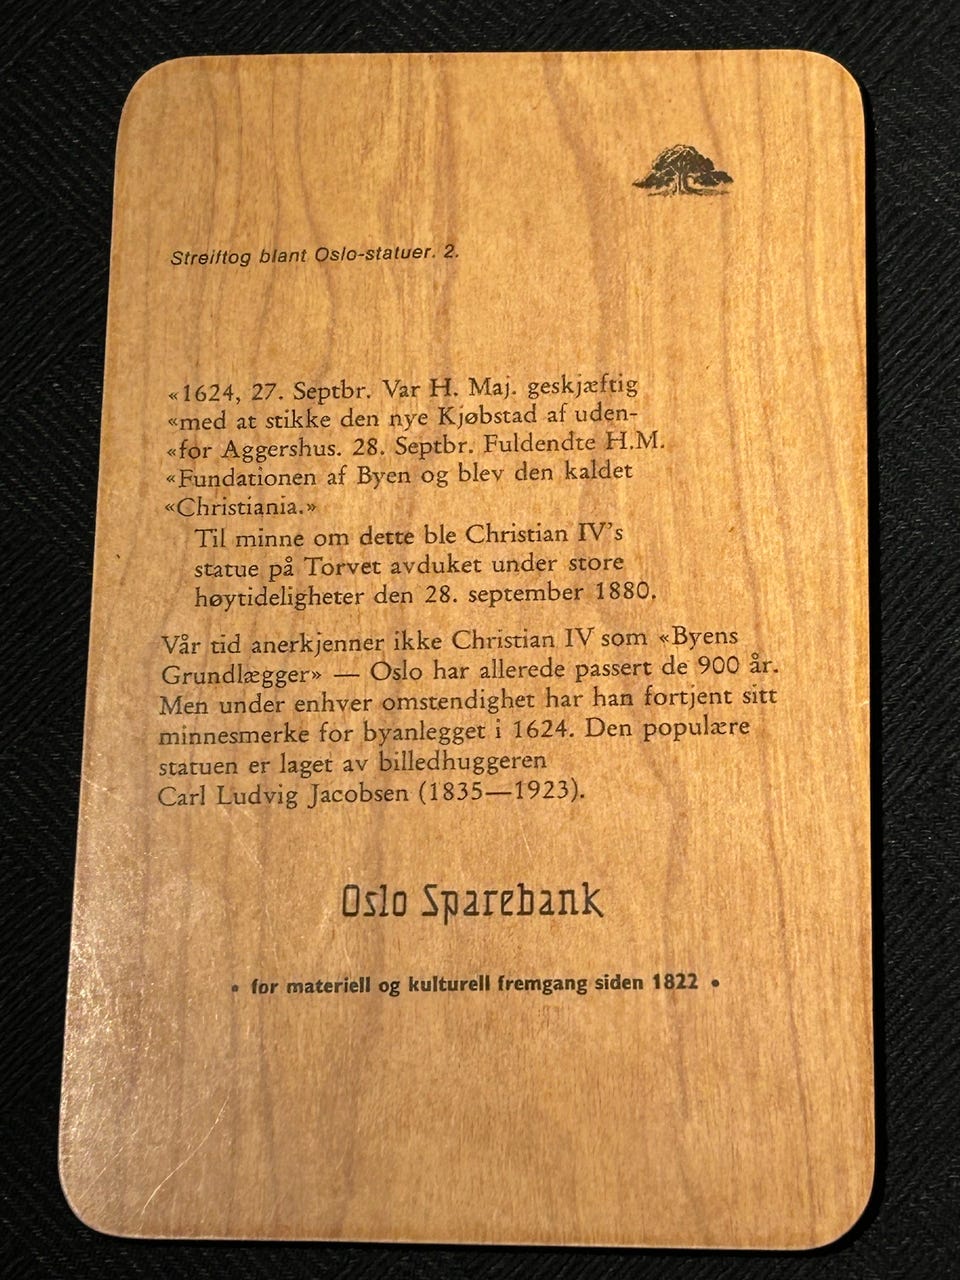 Streiftog blant Oslo-statuer. 2.
«1624, 27. Septbr. Var H. Maj. geskjæftig
«med at stikke den nye Kjøbstad af uden-
«for Aggershus. 28. Septbr. Fuldendte H.M.
«Fundationen af Byen og blev den kaldet
«Christiania.»
Til minne om dette ble Christian IV's
statue på Torvet avduket under store
høytideligheter den 28. september 1880.
Vår tid anerkjenner ikke Christian IV som «Byens
Grundlægger» — Oslo har allerede passert de 900 år.
Men under enhver omstendighet har han fortjent sitt
minnesmerke for byanlegget i 1624. Den populære
statuen er laget av billedhuggeren
Carl Ludvig Jacobsen (1835—1923).
Oslo Sparebank
• for materiell og kulturell fremgang siden 1822 •